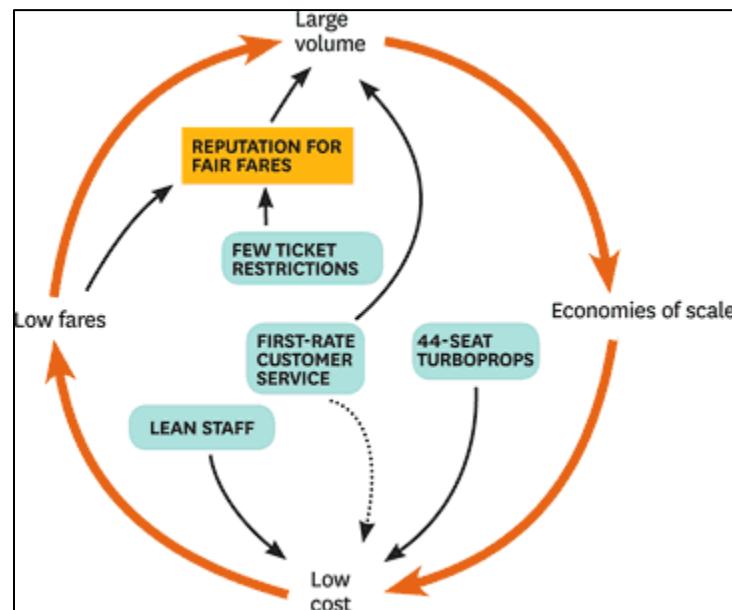 Large
volume
REPUTATION FOR
FAIR FARES
FEW TICKET
RESTRICTIONS
Low fares
Economies of scale
FIRST-RATE
CUSTOMER
SERVICE
44-SEAT
TURBOPROPS
LEAN STAFF
Low
cost